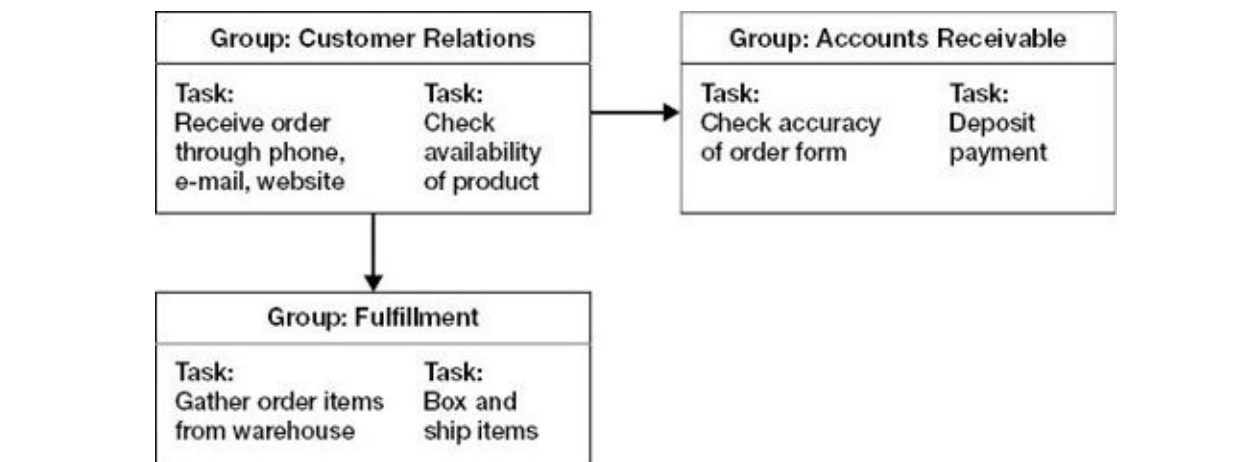 Group: Customer Relations
Task:
Receive order
through phone,
e-mail, website
Task:
Check
availability
of product
Group: Accounts Receivable
Task:
Check accuracy
of order form
Task:
Deposit
payment
Group: Fulfillment
Task:
Gather order items
from warehouse
Task:
Box and
ship items